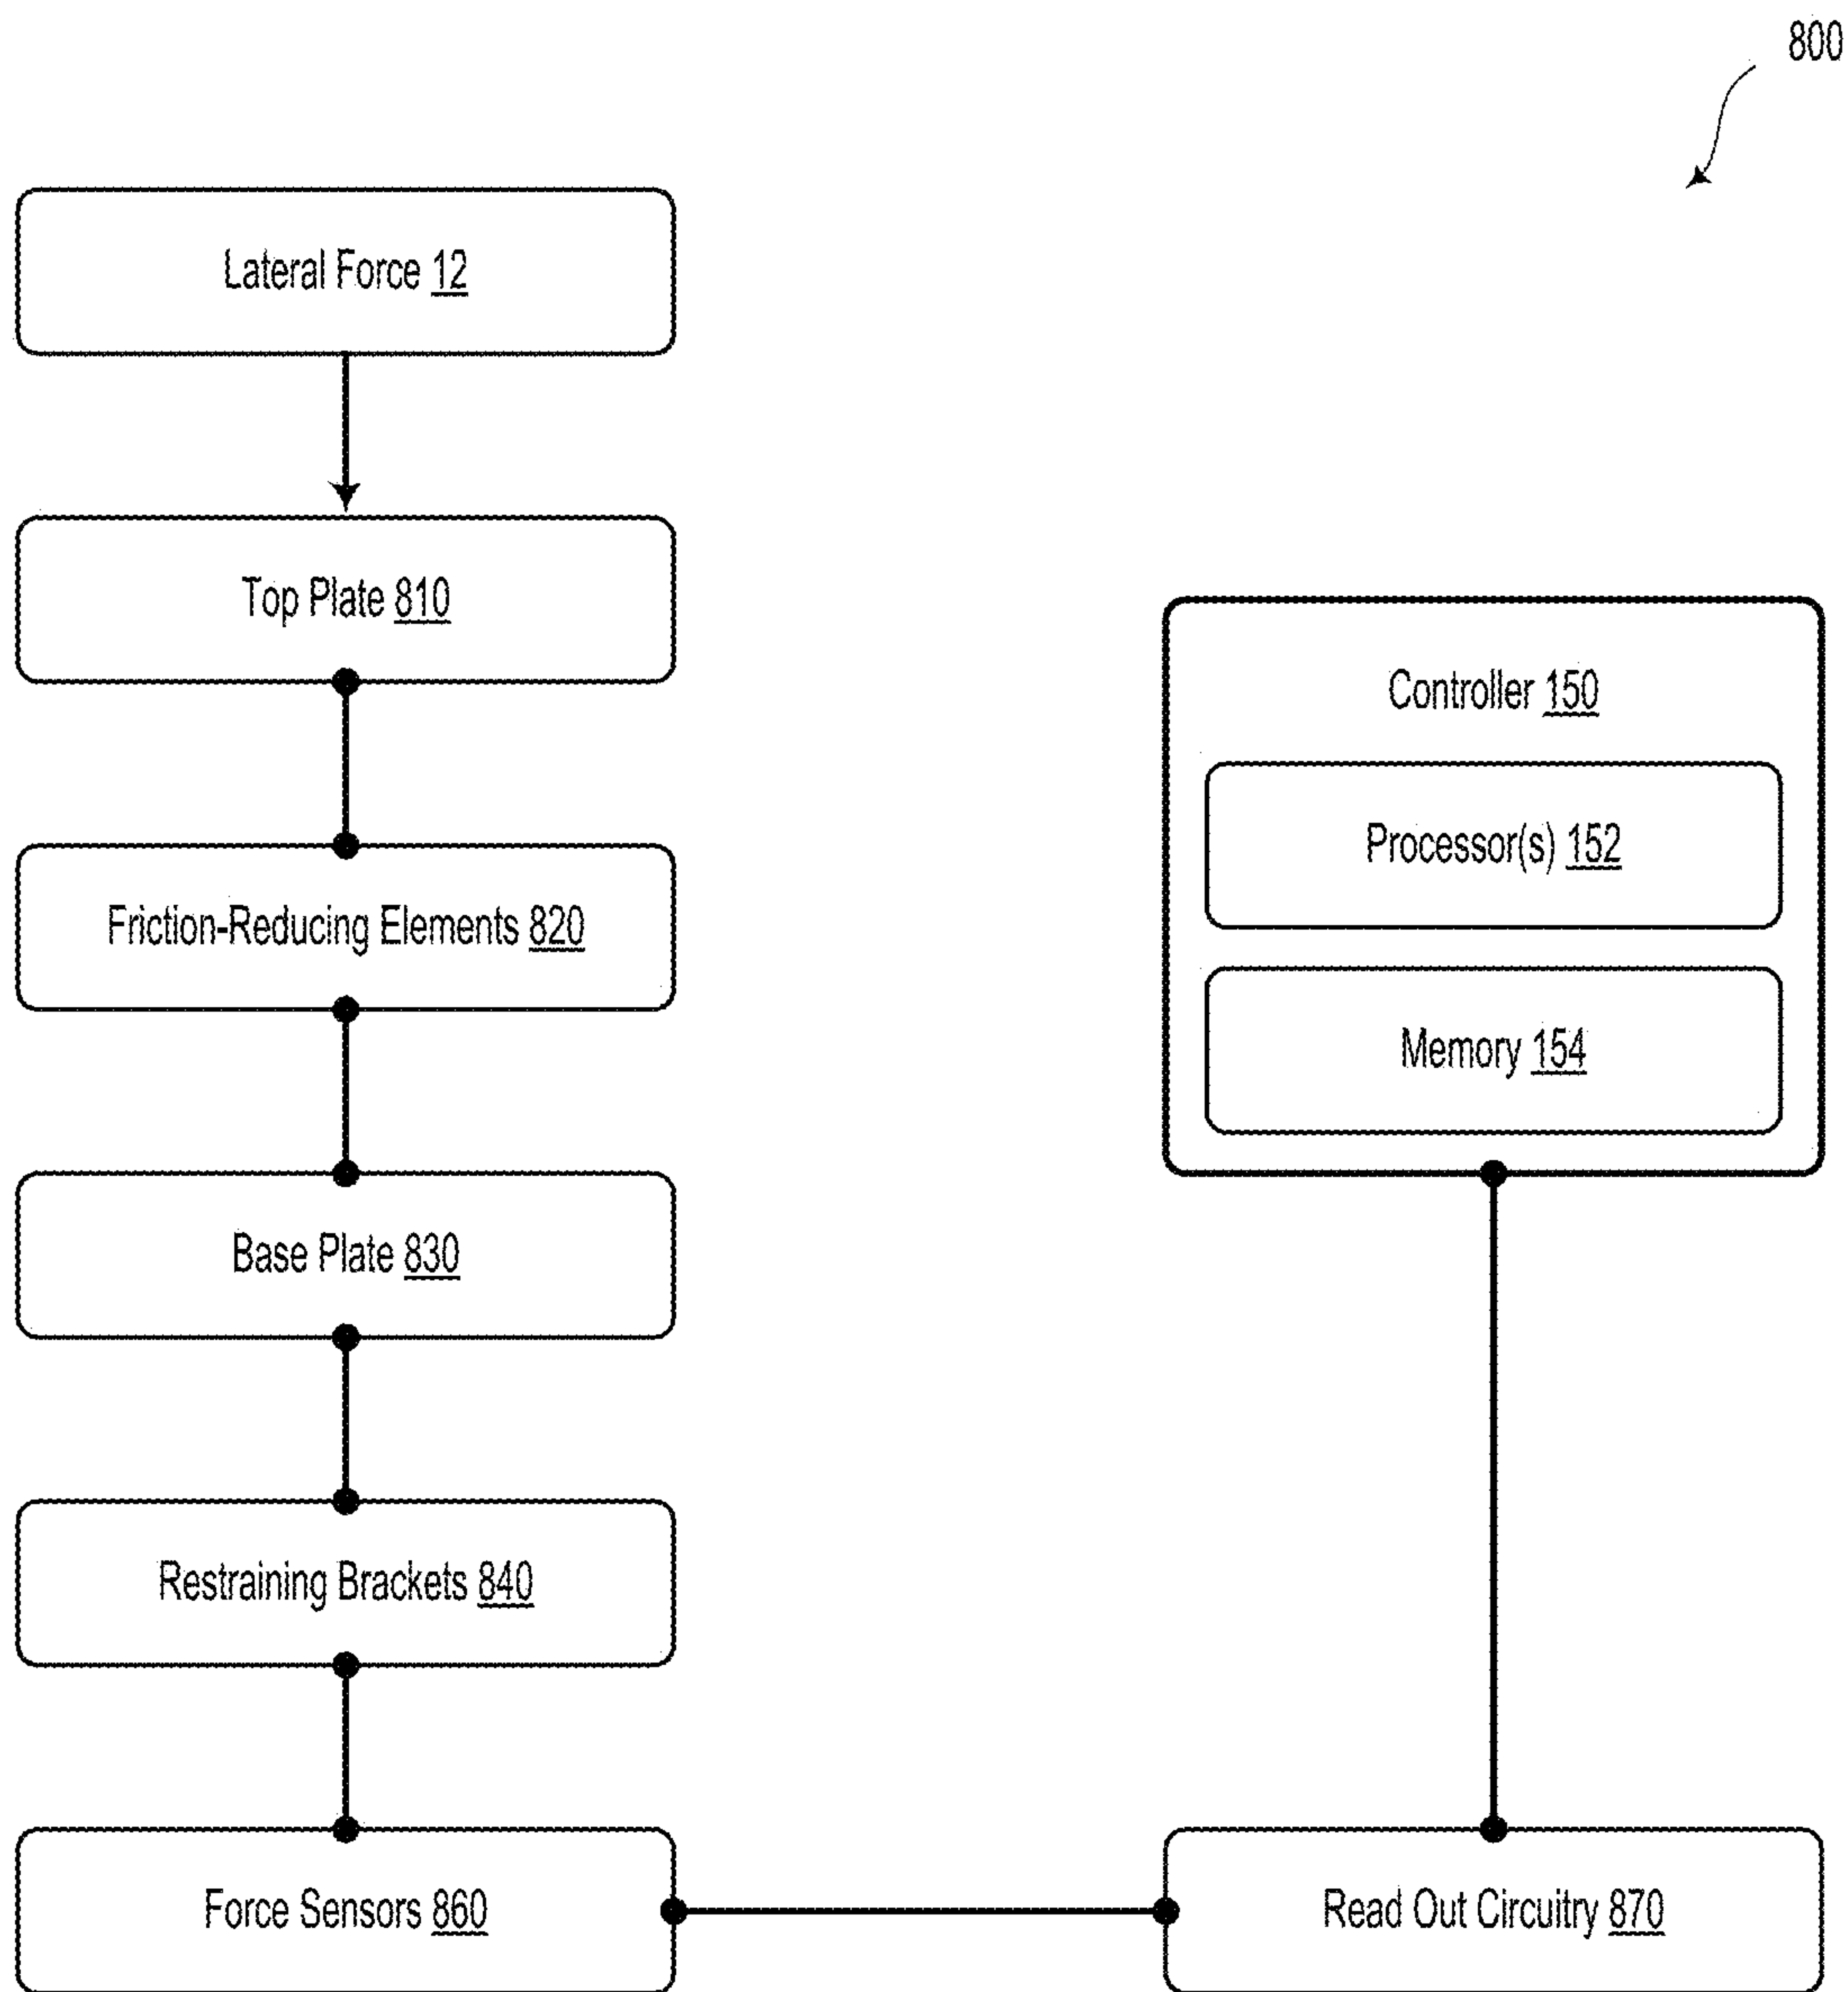 800
Lateral Force 12
Top Plate 810
Controller 150
Processor(s) 152
Friction-Reducing Elements 820
Memory 154
Base Plate 830
Restraining Brackets 840
Force Sensors 860
Read Out Circuitry 870